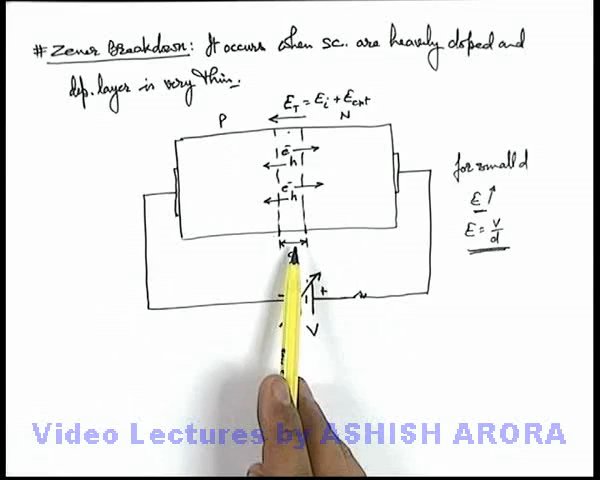 # Zener Breakdown: It occurs when sc. are heavily doped and
dep. layer is very thin.
E_T = E_i + E_ext
P N
e⁻
h
e⁻
h
for small d
E ↑
E = V/d
d
- +
V
Video Lectures by ASHISH ARORA